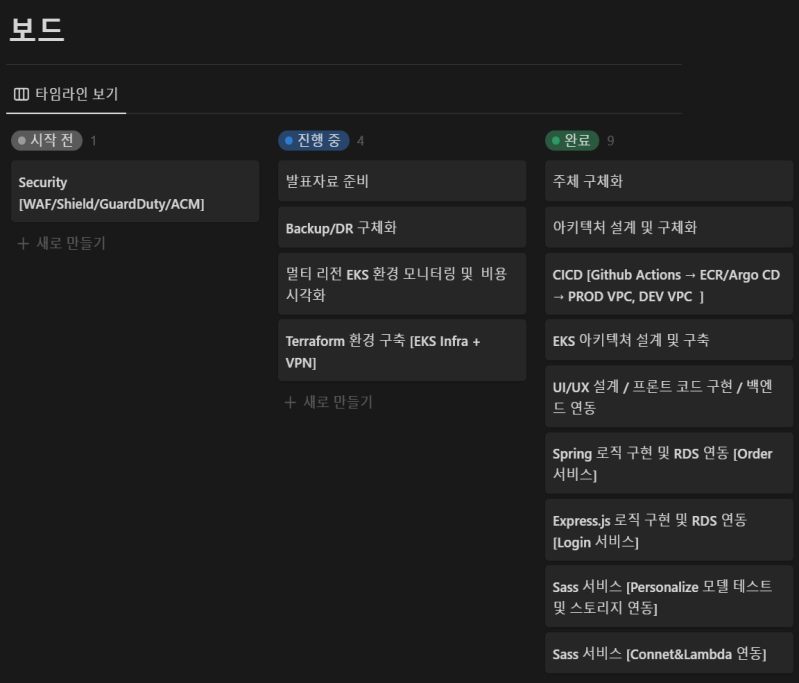 보드
타임라인 보기
시작 전 1
Security
[WAF/Shield/GuardDuty/ACM]
+ 새로 만들기
진행 중 4
발표자료 준비
Backup/DR 구체화
멀티 리전 EKS 환경 모니터링 및 비용
시각화
Terraform 환경 구축 [EKS Infra +
VPN]
+ 새로 만들기
완료 9
주체 구체화
아키텍처 설계 및 구체화
CICD [Github Actions → ECR/Argo CD
→ PROD VPC, DEV VPC ]
EKS 아키텍쳐 설계 및 구축
UI/UX 설계 / 프론트 코드 구현 / 백엔
드 연동
Spring 로직 구현 및 RDS 연동 [Order
서비스]
Express.js 로직 구현 및 RDS 연동
[Login 서비스]
Sass 서비스 [Personalize 모델 테스트
및 스토리지 연동]
Sass 서비스 [Connet&Lambda 연동]